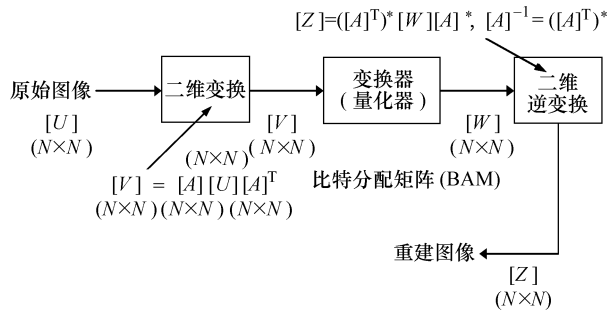 [Z]=([A]ᵀ)*[W][A]*, [A]⁻¹=([A]ᵀ)*
原始图像
[U]
(N×N)
二维变换
[V]
(N×N)
变换器
(量化器)
[W]
(N×N)
二维
逆变换
(N×N)
[V] = [A][U][A]ᵀ
(N×N)(N×N)(N×N)
比特分配矩阵(BAM)
重建图像
[Z]
(N×N)